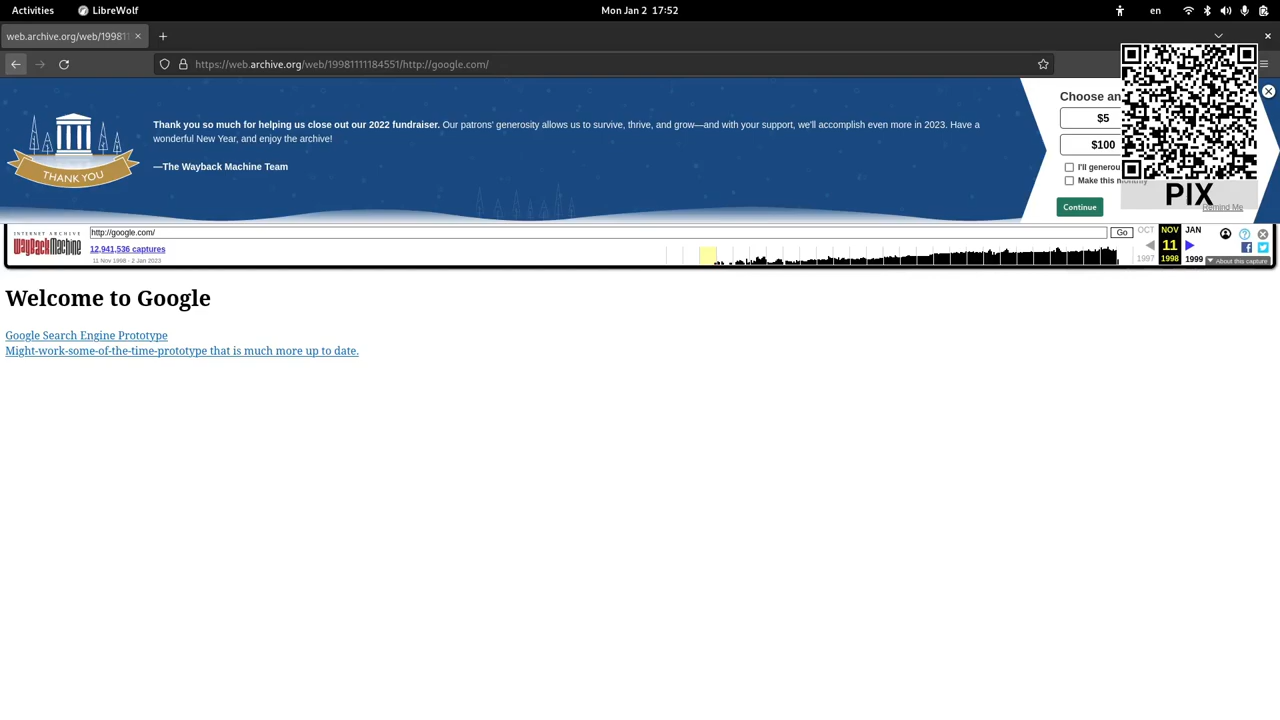 Activities LibreWolf Mon Jan 2 17:52 en
web.archive.org/web/19981
https://web.archive.org/web/19981111184551/http://google.com/
Thank you so much for helping us close out our 2022 fundraiser. Our patrons' generosity allows us to survive, thrive, and grow—and with your support, we'll accomplish even more in 2023. Have a
wonderful New Year, and enjoy the archive!
—The Wayback Machine Team
THANK YOU
Choose an
$5
$100
I'll generou
Make this monthly
Continue
PIX
Remind Me
INTERNET ARCHIVE
WayBackMachine
http://google.com/ Go
12,941,536 captures
11 Nov 1998 - 2 Jan 2023
OCT NOV JAN
11
1997 1998 1999
About this capture
Welcome to Google
Google Search Engine Prototype
Might-work-some-of-the-time-prototype that is much more up to date.